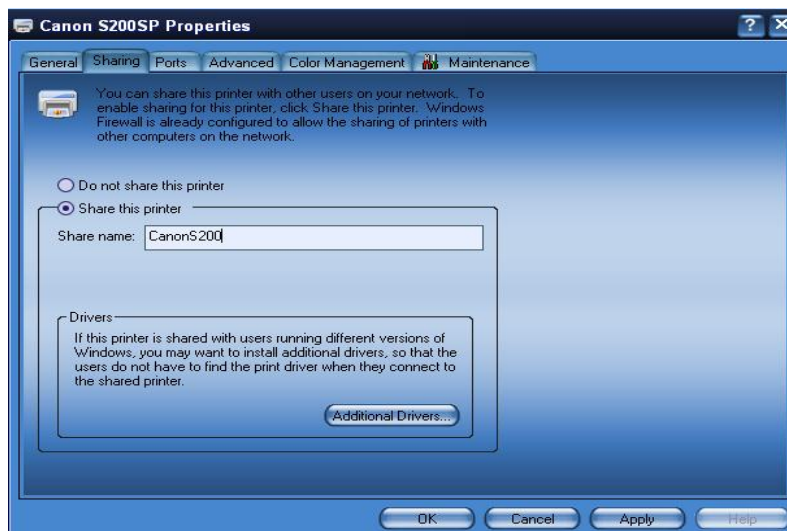 Canon S200SP Properties
General Sharing Ports Advanced Color Management Maintenance
You can share this printer with other users on your network. To
enable sharing for this printer, click Share this printer. Windows
Firewall is already configured to allow the sharing of printers with
other computers on the network.
Do not share this printer
Share this printer
Share name: CanonS200
Drivers
If this printer is shared with users running different versions of
Windows, you may want to install additional drivers, so that the
users do not have to find the print driver when they connect to
the shared printer.
Additional Drivers...
OK Cancel Apply Help